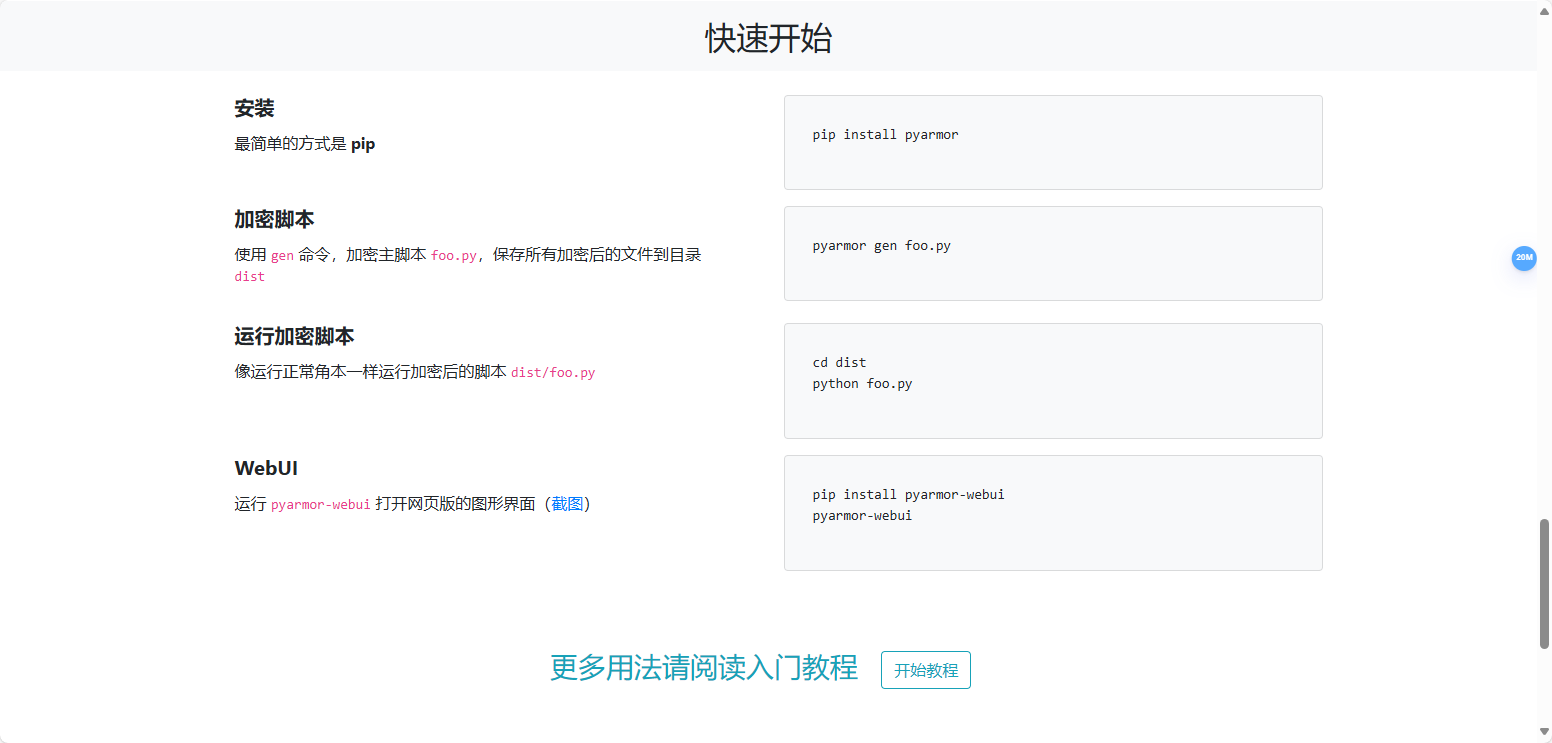 快速开始
安装
最简单的方式是 pip
pip install pyarmor
加密脚本
使用 gen 命令，加密主脚本 foo.py，保存所有加密后的文件到目录
dist
pyarmor gen foo.py
运行加密脚本
像运行正常角本一样运行加密后的脚本 dist/foo.py
cd dist
python foo.py
WebUI
运行 pyarmor-webui 打开网页版的图形界面（截图）
pip install pyarmor-webui
pyarmor-webui
更多用法请阅读入门教程
开始教程
20M